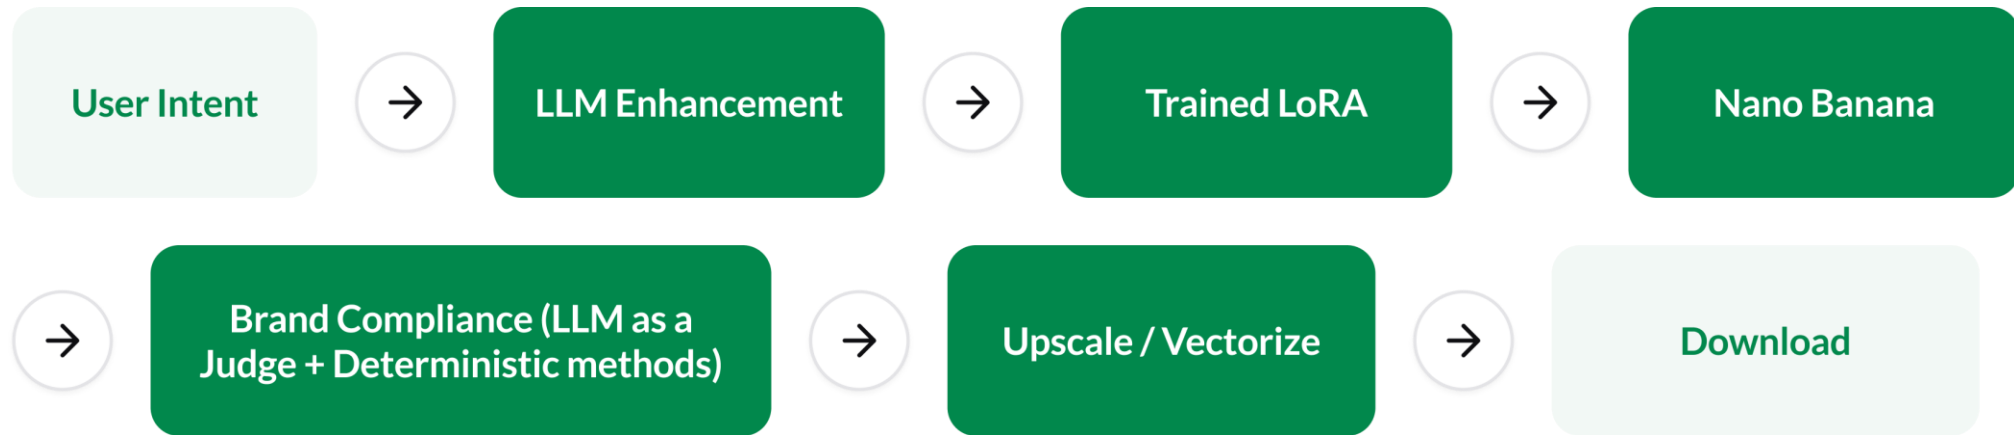 User Intent
LLM Enhancement
Trained LoRA
Nano Banana
Brand Compliance (LLM as a
Judge + Deterministic methods)
Upscale / Vectorize
Download